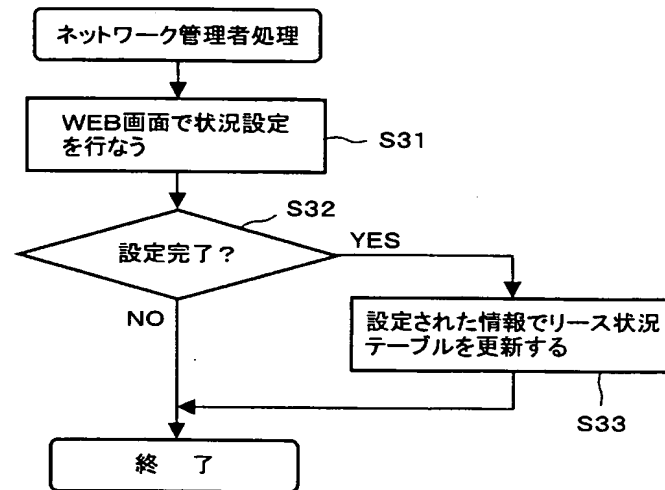 ネットワーク管理者処理
WEB画面で状況設定
を行なう
S31
S32
設定完了?
YES
NO
設定された情報でリース状況
テーブルを更新する
S33
終 了